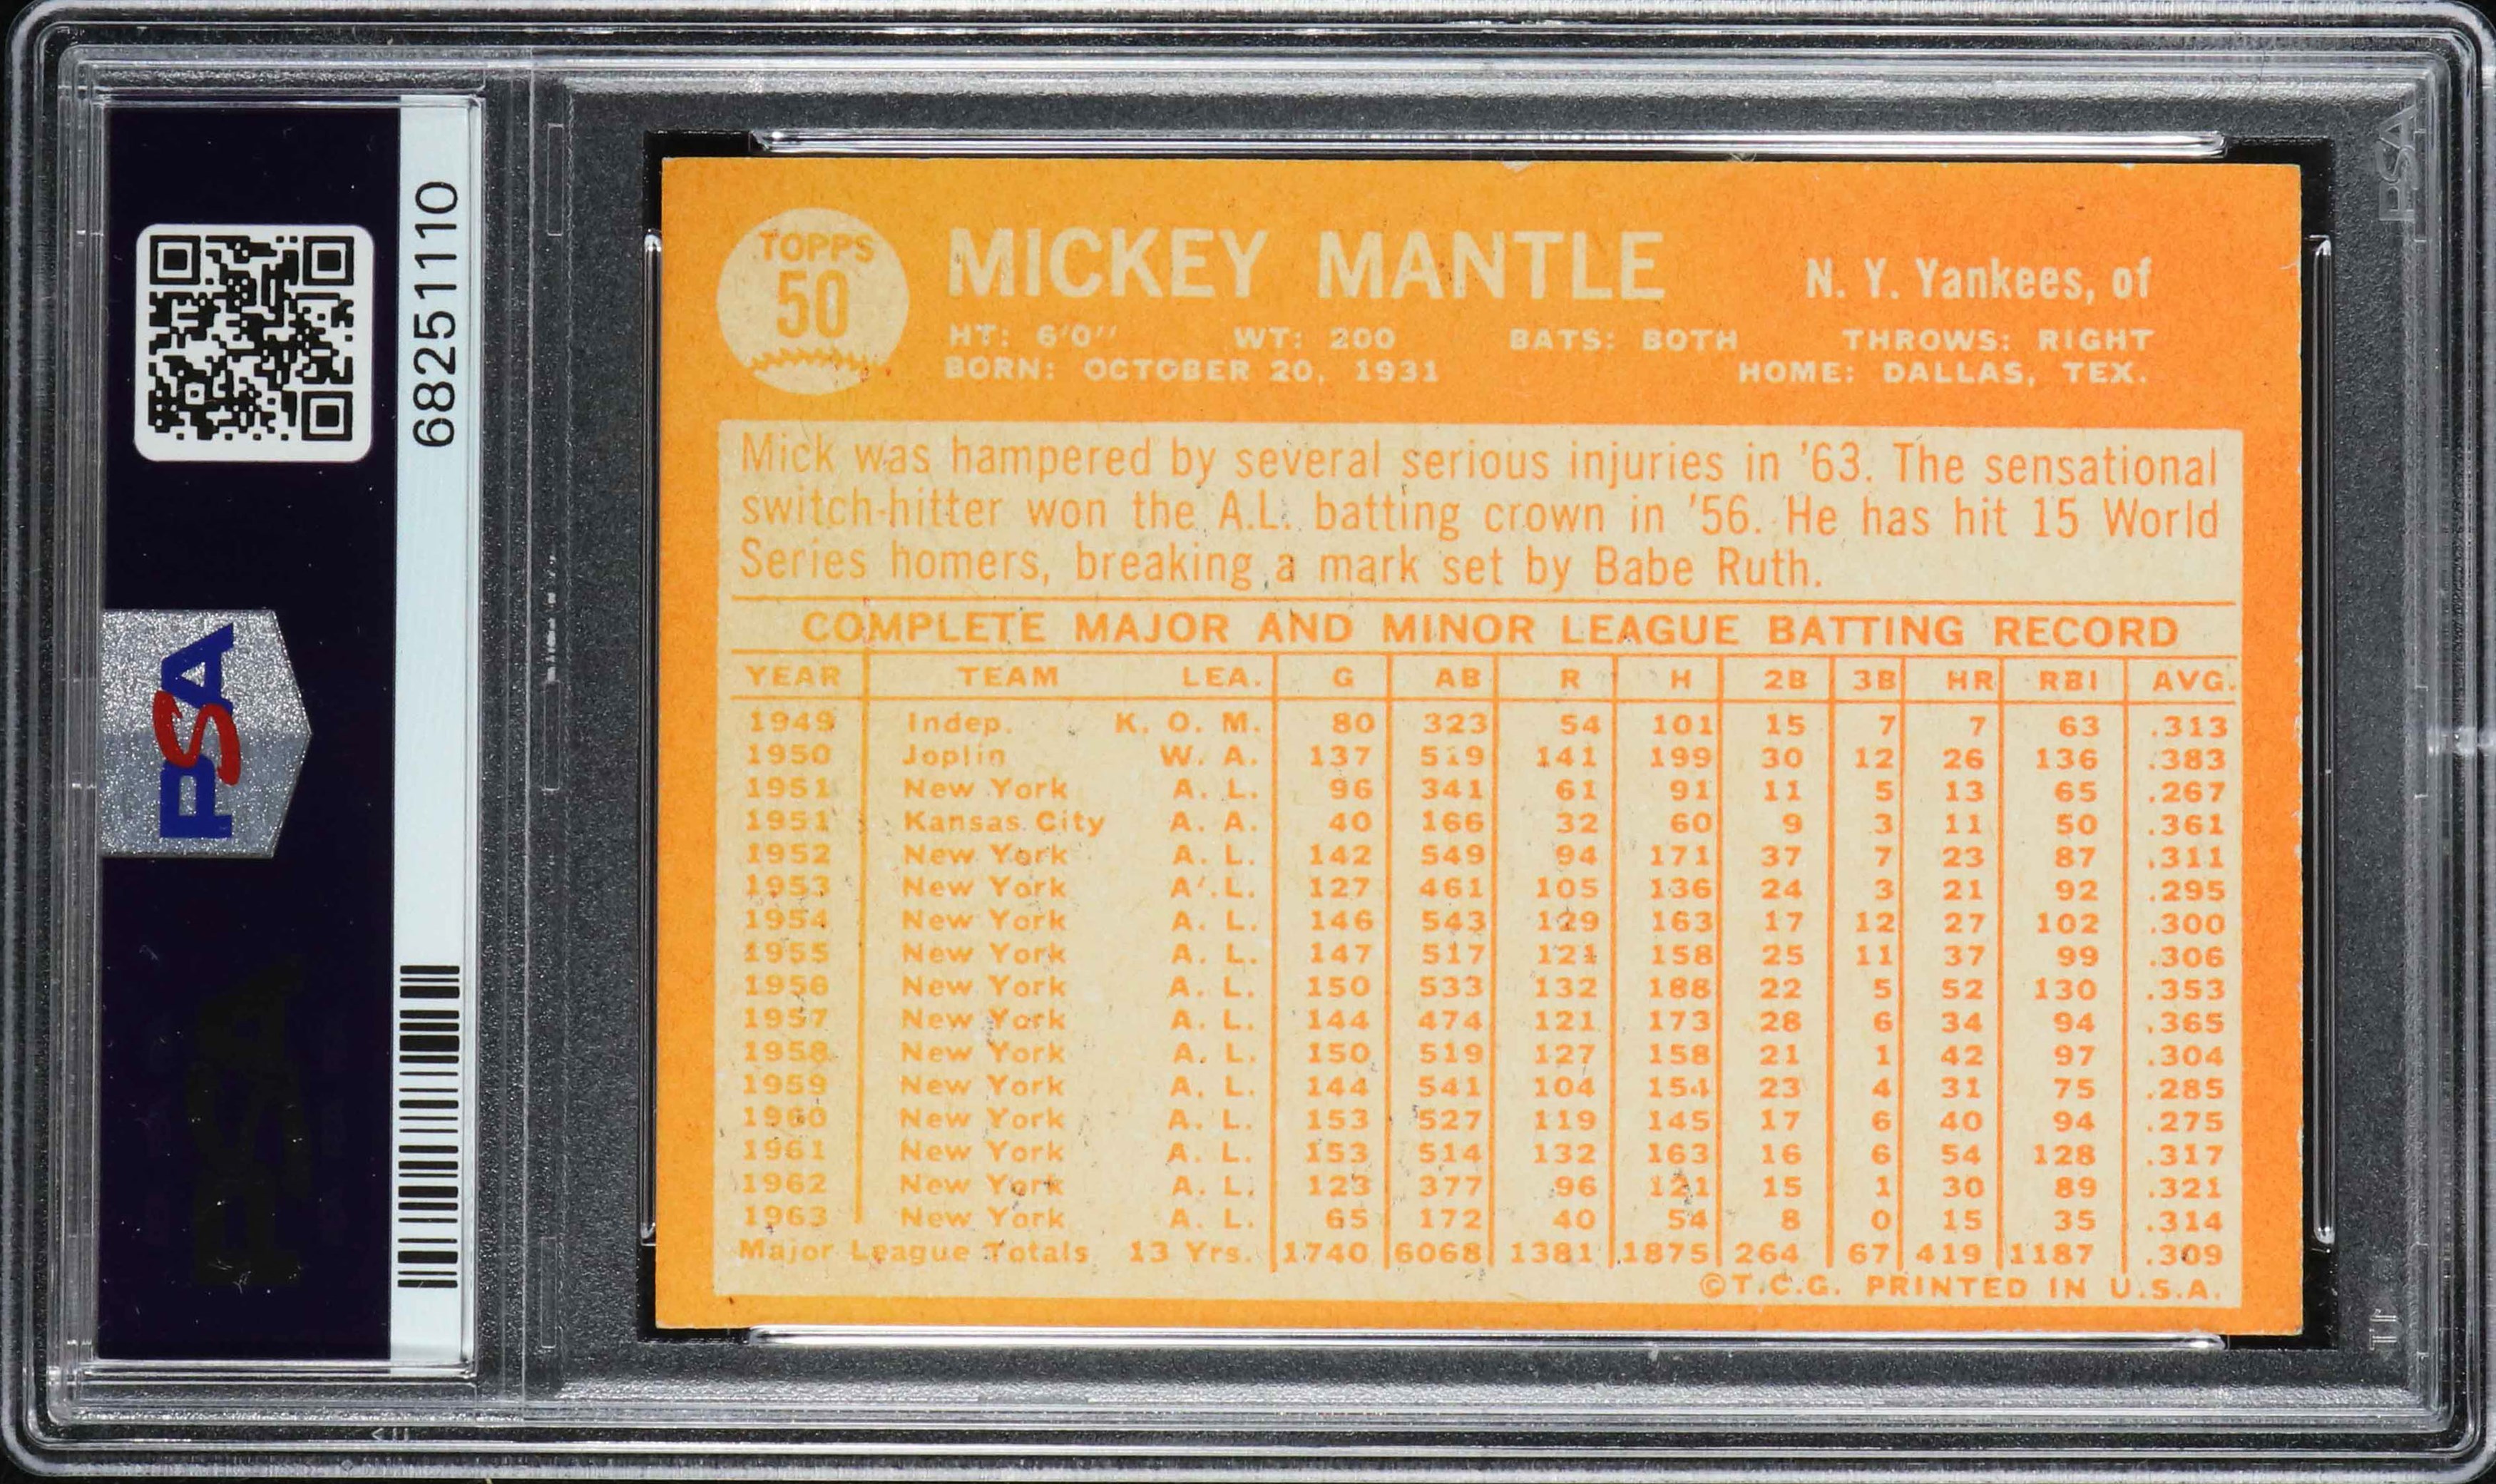 68251110
PSA
PSA
TOPPS
50
MICKEY MANTLE
N. Y. Yankees, of
HT: 6'0'' WT: 200 BATS: BOTH THROWS: RIGHT
BORN: OCTOBER 20, 1931 HOME: DALLAS, TEX.
Mick was hampered by several serious injuries in '63. The sensational
switch-hitter won the A.L. batting crown in '56. He has hit 15 World
Series homers, breaking a mark set by Babe Ruth.
COMPLETE MAJOR AND MINOR LEAGUE BATTING RECORD
YEAR TEAM LEA. G AB R H 2B 3B HR RBI AVG.
1949 Indep. K. O. M. 80 323 54 101 15 7 7 63 .313
1950 Joplin W. A. 137 519 141 199 30 12 26 136 .383
1951 New York A. L. 96 341 61 91 11 5 13 65 .267
1951 Kansas City A. A. 40 166 32 60 9 3 11 50 .361
1952 New York A. L. 142 549 94 171 37 7 23 87 .311
1953 New York A. L. 127 461 105 136 24 3 21 92 .295
1954 New York A. L. 146 543 129 163 17 12 27 102 .300
1955 New York A. L. 147 517 121 158 25 11 37 99 .306
1956 New York A. L. 150 533 132 188 22 5 52 130 .353
1957 New York A. L. 144 474 121 173 28 6 34 94 .365
1958 New York A. L. 150 519 127 158 21 1 42 97 .304
1959 New York A. L. 144 541 104 154 23 4 31 75 .285
1960 New York A. L. 153 527 119 145 17 6 40 94 .275
1961 New York A. L. 153 514 132 163 16 6 54 128 .317
1962 New York A. L. 123 377 96 121 15 1 30 89 .321
1963 New York A. L. 65 172 40 54 8 0 15 35 .314
Major League Totals 13 Yrs. 1740 6068 1381 1875 264 67 419 1187 .309
©T.C.G. PRINTED IN U.S.A.
PSA